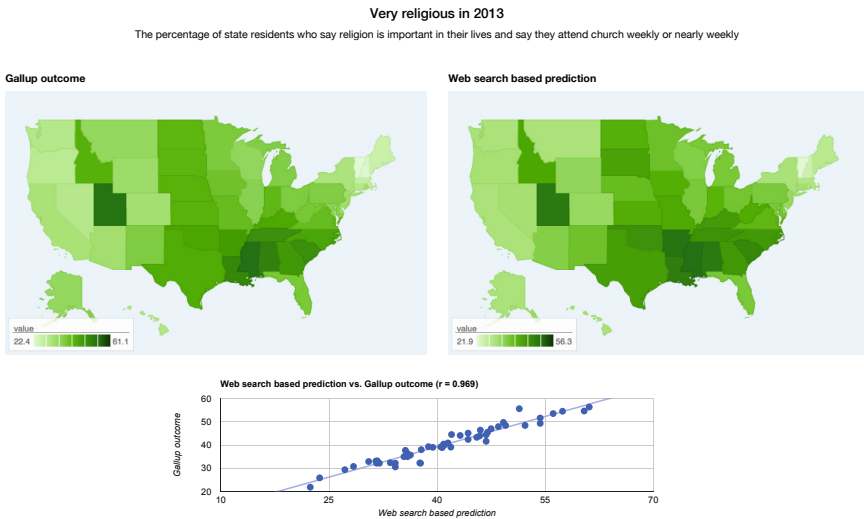 Very religious in 2013
The percentage of state residents who say religion is important in their lives and say they attend church weekly or nearly weekly
Gallup outcome
Web search based prediction
value
22.4 61.1
value
21.9 56.3
Web search based prediction vs. Gallup outcome (r = 0.969)
Gallup outcome
60
50
40
30
20
10 25 40 55 70
Web search based prediction